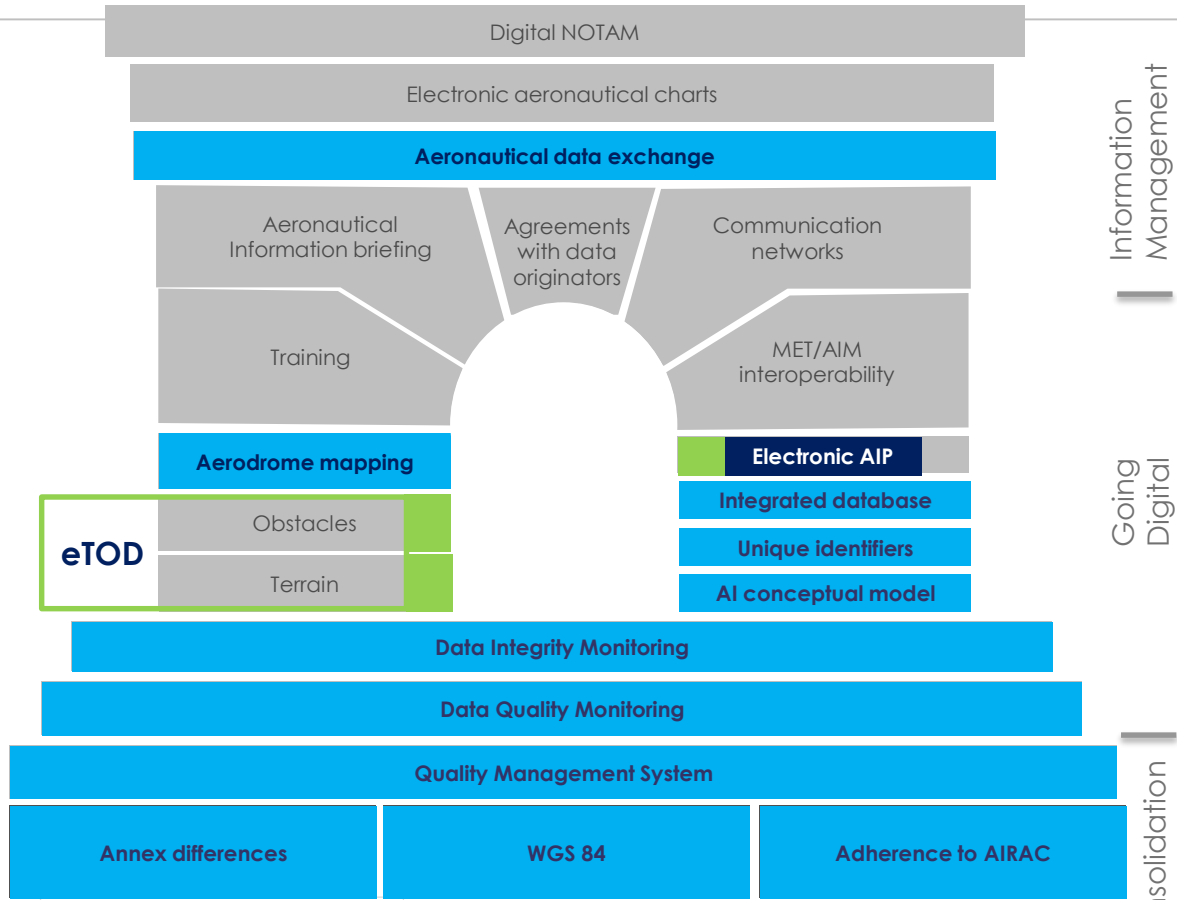 Digital NOTAM
Electronic aeronautical charts
Aeronautical data exchange
Aeronautical
Information briefing
Agreements
with data
originators
Communication
networks
Training
MET/AIM
interoperability
Aerodrome mapping
Electronic AIP
Obstacles
eTOD
Terrain
Integrated database
Unique identifiers
AI conceptual model
Data Integrity Monitoring
Data Quality Monitoring
Quality Management System
Annex differences
WGS 84
Adherence to AIRAC
Information
Management
Going
Digital
nsolidation